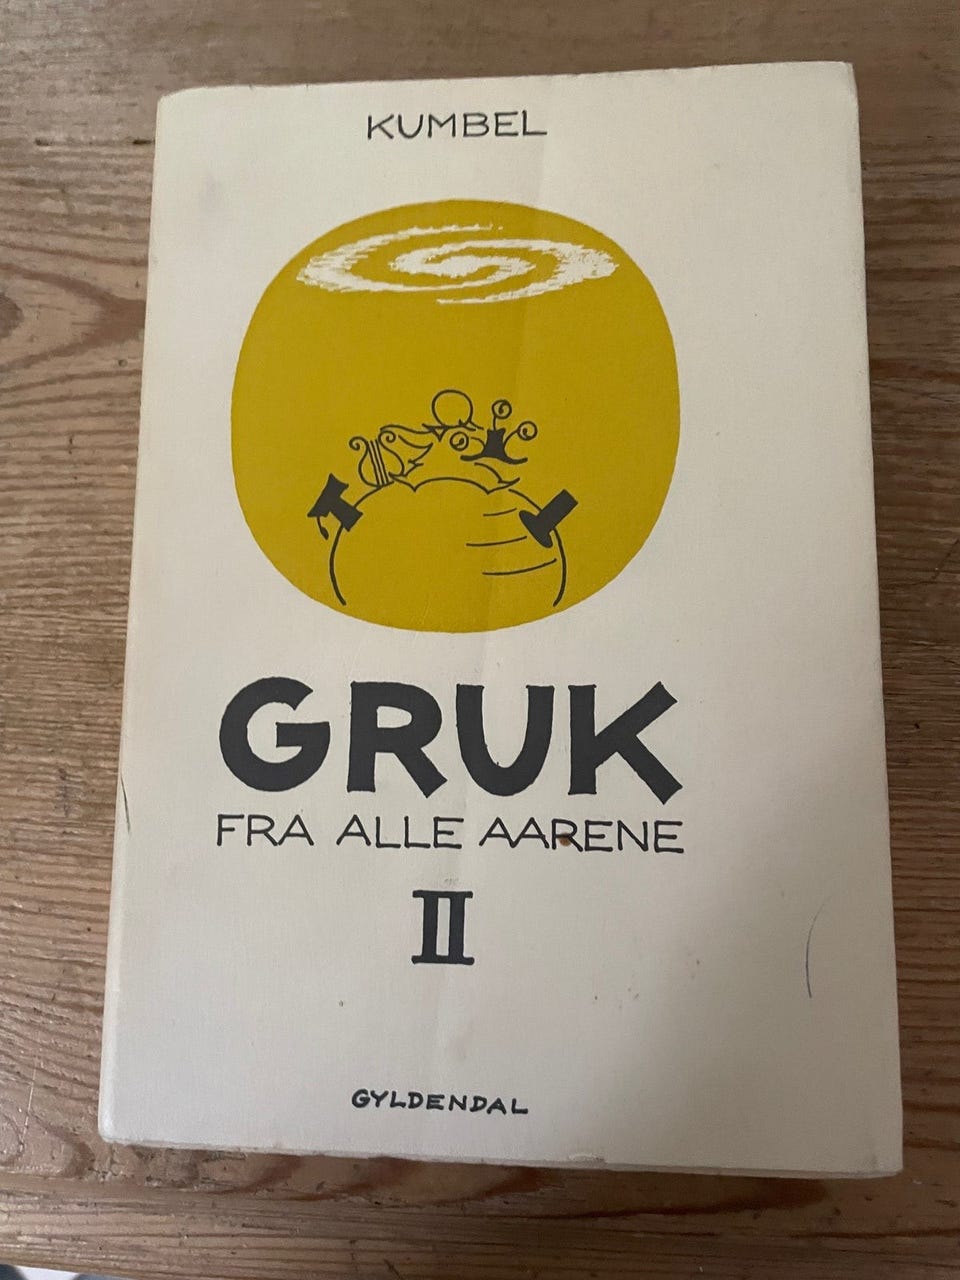 KUMBEL
GRUK
FRA ALLE AARENE
II
GYLDENDAL